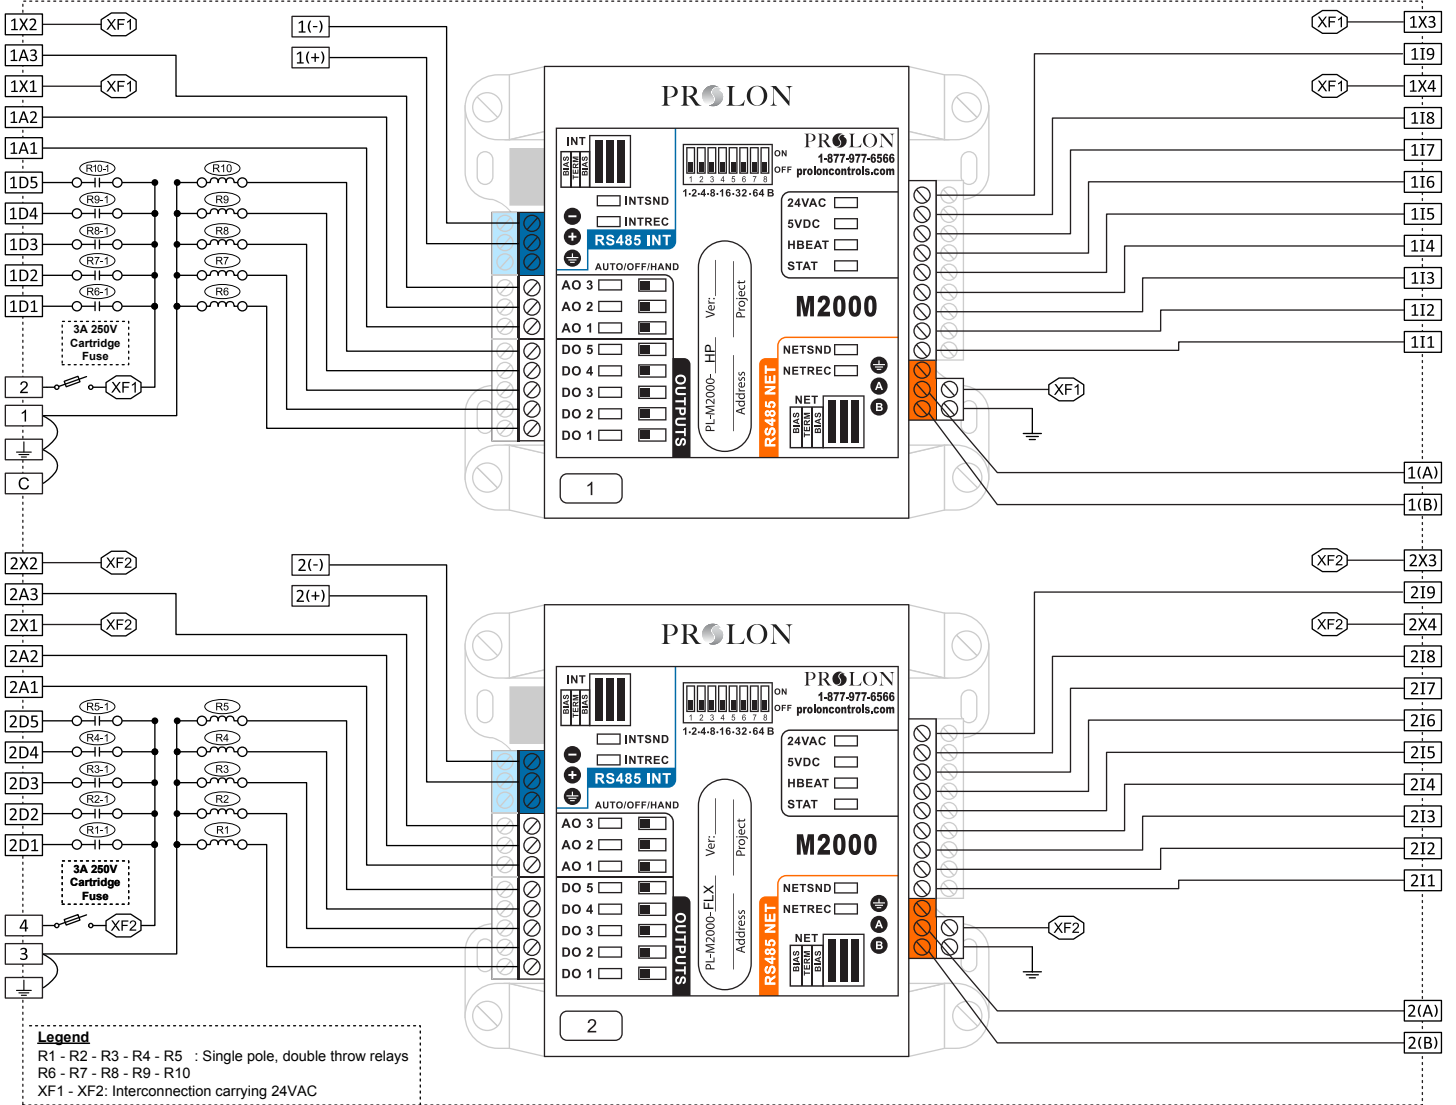 1X2
XF1
1(-)
XF1
1X3
1A3
1(+)
1I9
1X1
XF1
XF1
1X4
1A2
1I8
1A1
1I7
1D5
R10-1
R10
1I6
1D4
R9-1
R9
1I5
1D3
R8-1
R8
1I4
1D2
R7-1
R7
1I3
1D1
R6-1
R6
1I2
1I1
3A 250V
Cartridge
Fuse
2
XF1
1
C
PROLON
INT
BIAS
TERM
BIAS
INTSND
INTREC
RS485 INT
1 2 3 4 5 6 7 8
ON
OFF
1-2-4-8-16-32-64 B
PROLON
1-877-977-6566
proloncontrols.com
24VAC
5VDC
HBEAT
STAT
AUTO/OFF/HAND
AO 3
AO 2
AO 1
DO 5
DO 4
DO 3
DO 2
DO 1
OUTPUTS
PL-M2000-HP
Ver:
Address
Project
M2000
RS485 NET
NETSND
NETREC
NET
BIAS
TERM
BIAS
A
B
XF1
1
1(A)
1(B)
2X2
XF2
2(-)
XF2
2X3
2A3
2(+)
2I9
2X1
XF2
XF2
2X4
2A2
2I8
2A1
2I7
2D5
R5-1
R5
2I6
2D4
R4-1
R4
2I5
2D3
R3-1
R3
2I4
2D2
R2-1
R2
2I3
2D1
R1-1
R1
2I2
2I1
3A 250V
Cartridge
Fuse
4
XF2
3
PROLON
INT
BIAS
TERM
BIAS
INTSND
INTREC
RS485 INT
1 2 3 4 5 6 7 8
ON
OFF
1-2-4-8-16-32-64 B
PROLON
1-877-977-6566
proloncontrols.com
24VAC
5VDC
HBEAT
STAT
AUTO/OFF/HAND
AO 3
AO 2
AO 1
DO 5
DO 4
DO 3
DO 2
DO 1
OUTPUTS
PL-M2000-FLX
Ver:
Address
Project
M2000
RS485 NET
NETSND
NETREC
NET
BIAS
TERM
BIAS
A
B
XF2
2
2(A)
2(B)
Legend
R1 - R2 - R3 - R4 - R5 : Single pole, double throw relays
R6 - R7 - R8 - R9 - R10
XF1 - XF2: Interconnection carrying 24VAC